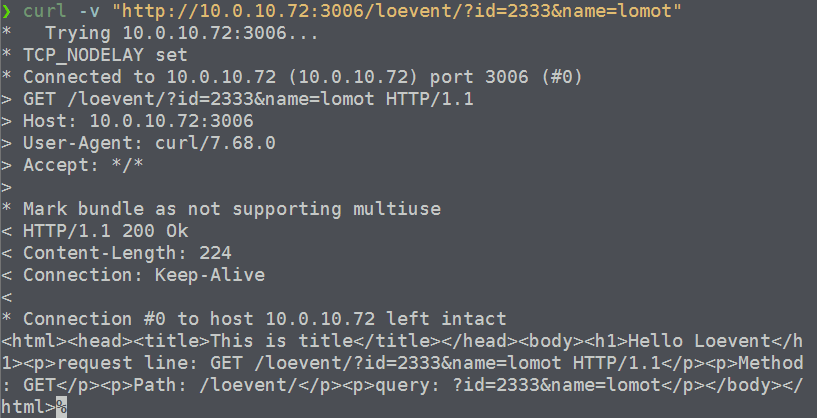 ❯ curl -v "http://10.0.10.72:3006/loevent/?id=2333&name=lomot"
*   Trying 10.0.10.72:3006...
* TCP_NODELAY set
* Connected to 10.0.10.72 (10.0.10.72) port 3006 (#0)
> GET /loevent/?id=2333&name=lomot HTTP/1.1
> Host: 10.0.10.72:3006
> User-Agent: curl/7.68.0
> Accept: */*
>
* Mark bundle as not supporting multiuse
< HTTP/1.1 200 Ok
< Content-Length: 224
< Connection: Keep-Alive
<
* Connection #0 to host 10.0.10.72 left intact
<html><head><title>This is title</title></head><body><h1>Hello Loevent</h
1><p>request line: GET /loevent/?id=2333&name=lomot HTTP/1.1</p><p>Method
: GET</p><p>Path: /loevent/</p><p>query: ?id=2333&name=lomot</p></body></
html>%